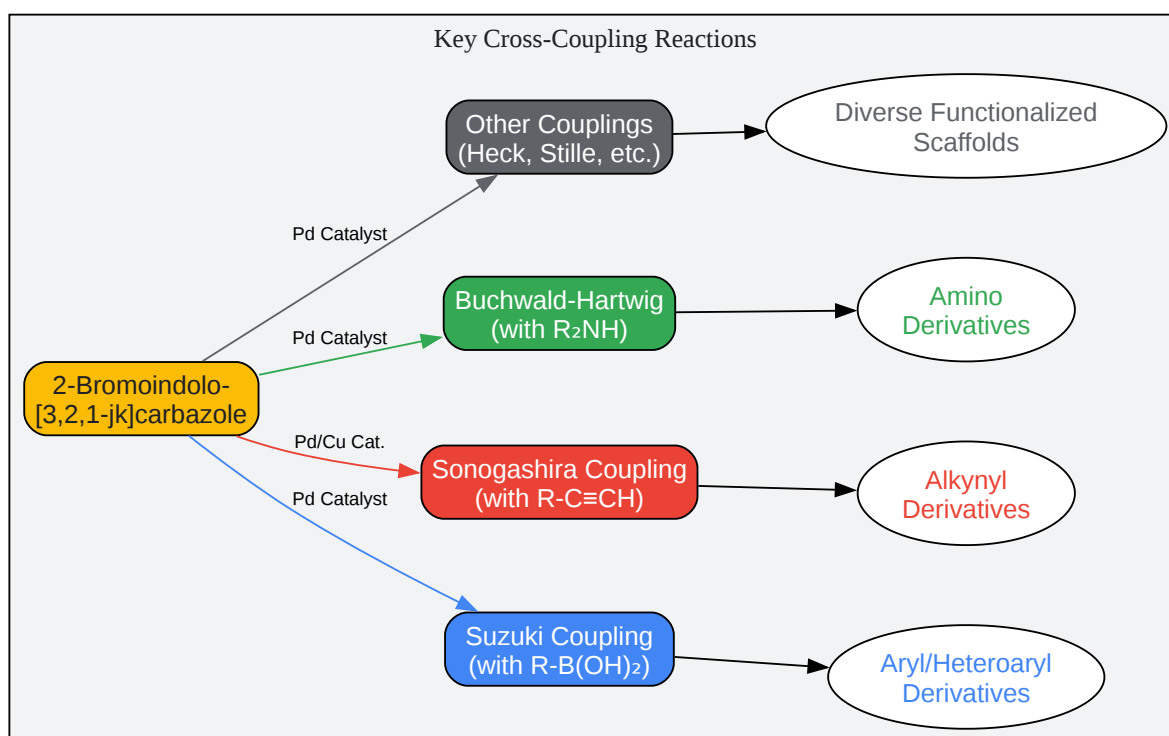 Key Cross-Coupling Reactions
Other Couplings
(Heck, Stille, etc.)
Diverse Functionalized
Scaffolds
Pd Catalyst
Buchwald-Hartwig
(with R₂NH)
Amino
Derivatives
Pd Catalyst
2-Bromoindolo-
[3,2,1-jk]carbazole
Pd/Cu Cat.
Sonogashira Coupling
(with R-C≡CH)
Alkynyl
Derivatives
Pd Catalyst
Suzuki Coupling
(with R-B(OH)₂)
Aryl/Heteroaryl
Derivatives